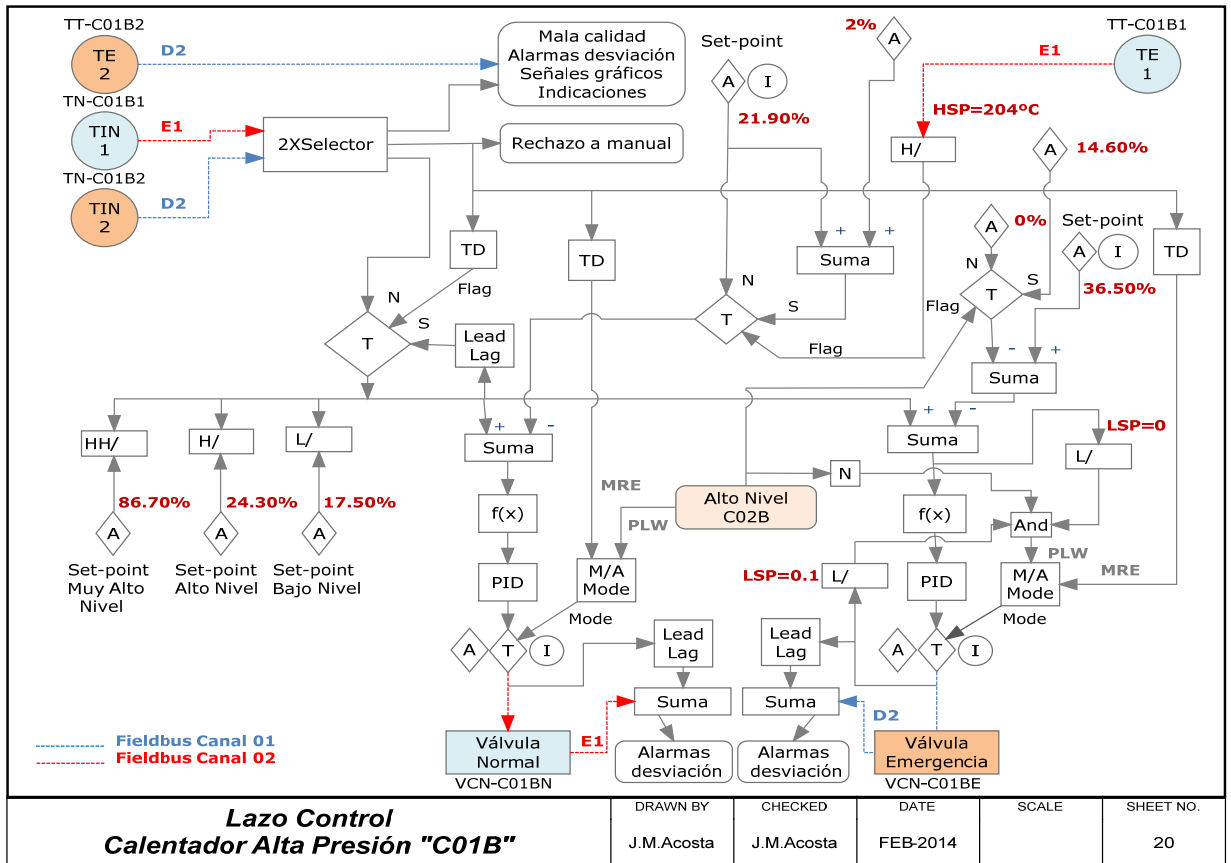 TT-C01B2
TE
2
D2
TN-C01B1
TIN
1
E1
TN-C01B2
TIN
2
D2
2XSelector
Mala calidad
Alarmas desviación
Señales gráficos
Indicaciones
Rechazo a manual
Set-point
A
I
21.90%
2%
A
TT-C01B1
TE
1
E1
HSP=204ºC
H/
A
14.60%
A
0%
Set-point
A
I
36.50%
TD
TD
TD
+
+
Suma
N
T
S
Flag
N
T
S
Flag
Flag
N
T
S
Lead
Lag
-
+
Suma
HH/
H/
L/
86.70%
24.30%
17.50%
A
A
A
Set-point
Muy Alto
Nivel
Set-point
Alto Nivel
Set-point
Bajo Nivel
+
-
Suma
f(x)
PID
MRE
PLW
Alto Nivel
C02B
N
M/A
Mode
Mode
A
T
I
+
-
Suma
LSP=0
L/
f(x)
And
PLW
MRE
LSP=0.1
L/
PID
M/A
Mode
Mode
A
T
I
Lead
Lag
Suma
Lead
Lag
Suma
E1
D2
Válvula
Normal
VCN-C01BN
Alarmas
desviación
Alarmas
desviación
Válvula
Emergencia
VCN-C01BE
Fieldbus Canal 01
Fieldbus Canal 02
Lazo Control
Calentador Alta Presión "C01B"
DRAWN BY
J.M.Acosta
CHECKED
J.M.Acosta
DATE
FEB-2014
SCALE
SHEET NO.
20